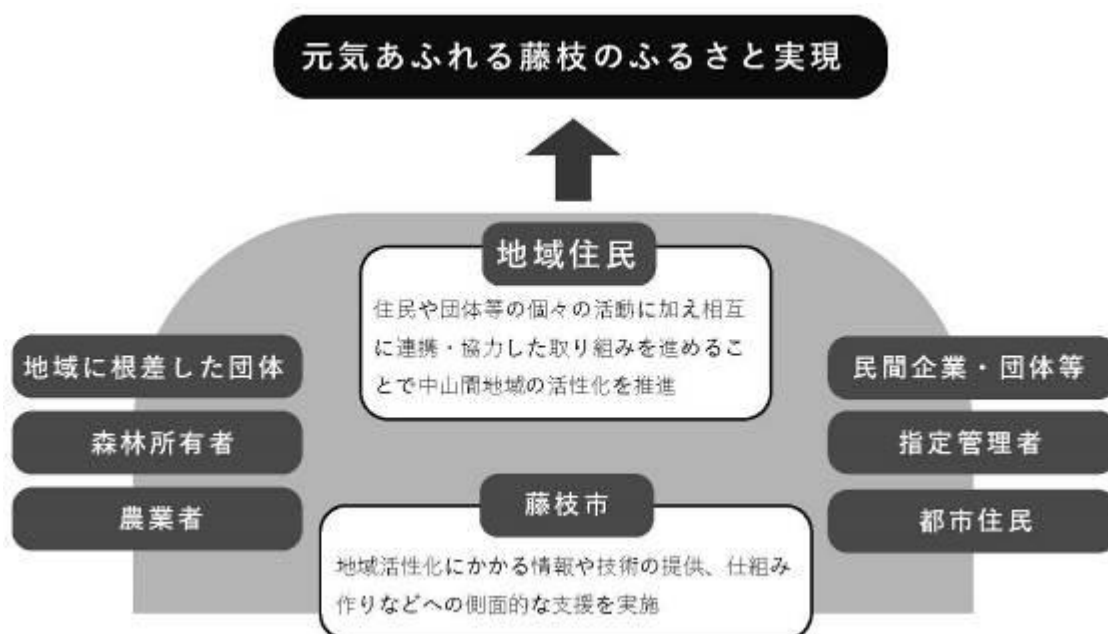 元気あふれる藤枝のふるさと実現
地域住民
住民や団体等の個々の活動に加え相互
に連携・協力した取り組みを進めるこ
とで中山間地域の活性化を推進
地域に根差した団体
森林所有者
農業者
民間企業・団体等
指定管理者
都市住民
藤枝市
地域活性化にかかる情報や技術の提供、仕組み
作りなどへの側面的な支援を実施